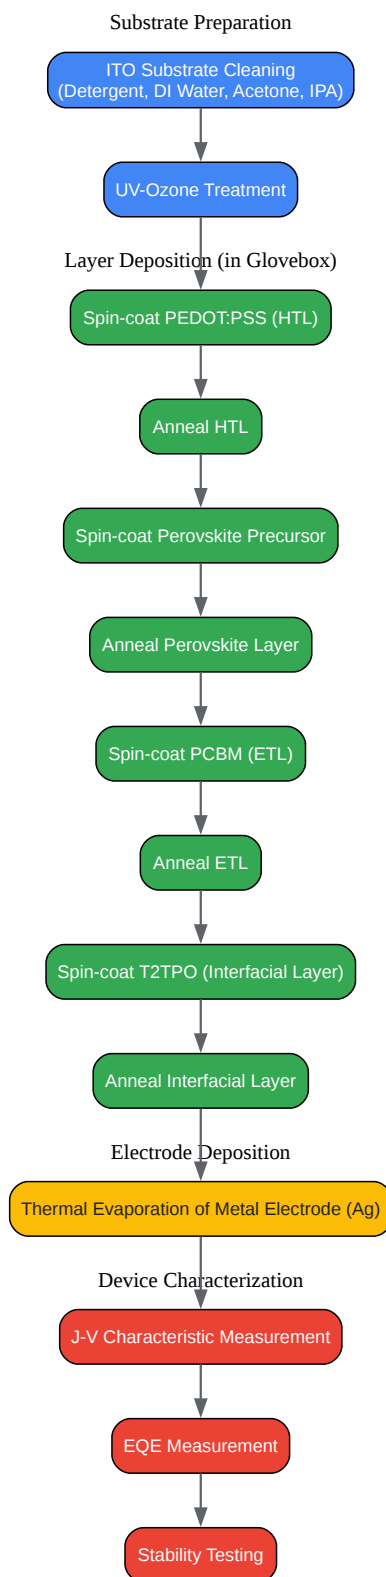 Substrate Preparation
ITO Substrate Cleaning
(Detergent, DI Water, Acetone, IPA)
UV-Ozone Treatment
Layer Deposition (in Glovebox)
Spin-coat PEDOT:PSS (HTL)
Anneal HTL
Spin-coat Perovskite Precursor
Anneal Perovskite Layer
Spin-coat PCBM (ETL)
Anneal ETL
Spin-coat T2TPO (Interfacial Layer)
Anneal Interfacial Layer
Electrode Deposition
Thermal Evaporation of Metal Electrode (Ag)
Device Characterization
J-V Characteristic Measurement
EQE Measurement
Stability Testing